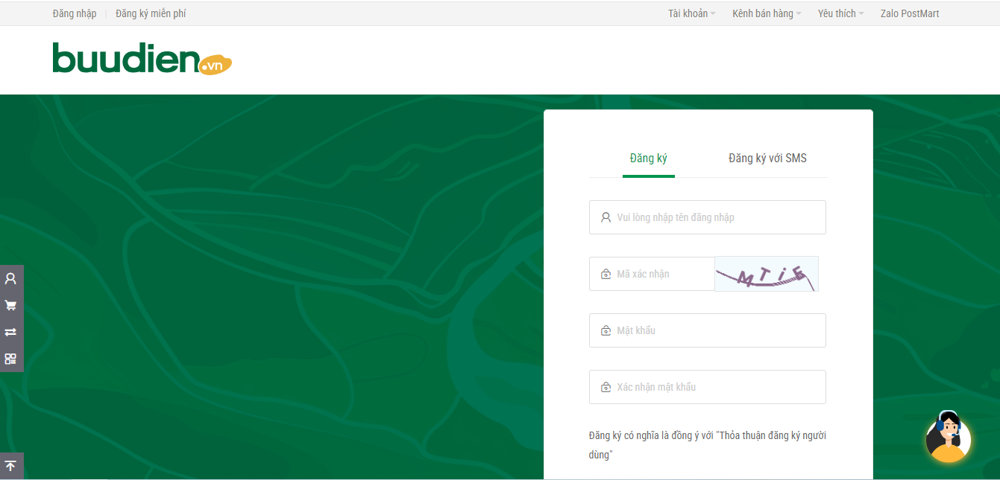 Đăng nhập Đăng ký miễn phí Tài khoản Kênh bán hàng Yêu thích Zalo PostMart
buudien.vn
Đăng ký Đăng ký với SMS
Vui lòng nhập tên đăng nhập
Mã xác nhận MTiE
Mật khẩu
Xác nhận mật khẩu
Đăng ký có nghĩa là đồng ý với "Thỏa thuận đăng ký người
dùng"